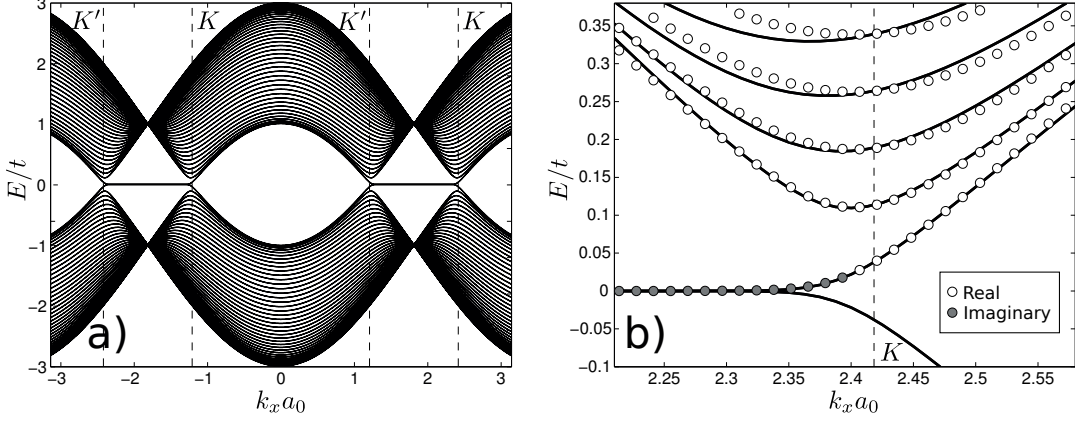 K′ K K′ K
3
2
1
0
−1
−2
−3
E/t
−3 −2 −1 0 1 2 3
k_x a_0
a)
0.35
0.3
0.25
0.2
0.15
0.1
0.05
0
−0.05
−0.1
E/t
2.25 2.3 2.35 2.4 2.45 2.5 2.55
k_x a_0
Real
Imaginary
K
b)